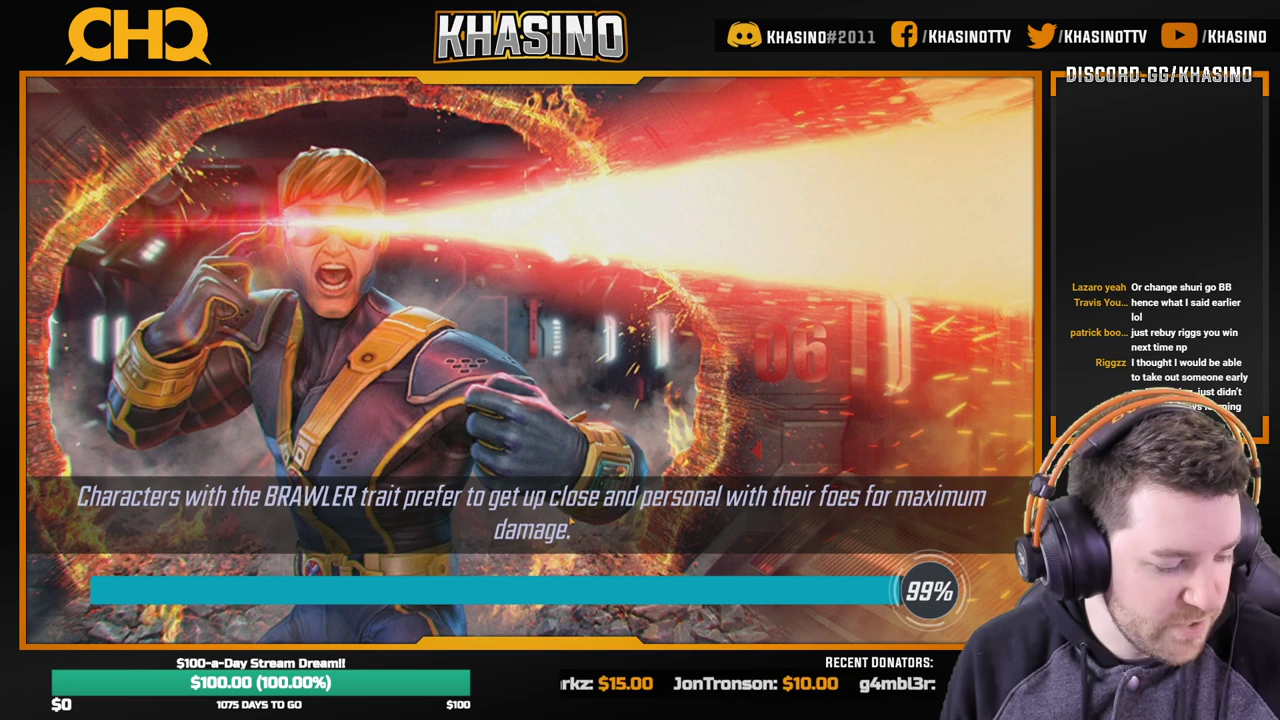 CHC
KHASINO
KHASINO#2011
/KHASINOTTV
/KHASINOTTV
/KHASINO
DISCORD.GG/KHASINO
Lazaro yeah Or change shuri go BB
Travis You... hence what I said earlier
lol
patrick boo... just rebuy riggs you win
next time np
Riggzz I thought I would be able
to take out someone early
just didn't
06
Characters with the BRAWLER trait prefer to get up close and personal with their foes for maximum
damage.
99%
$100-a-Day Stream Dream!!
$100.00 (100.00%)
$0
1075 DAYS TO GO
$100
RECENT DONATORS:
rkz: $15.00 JonTronson: $10.00 g4mbl3r: